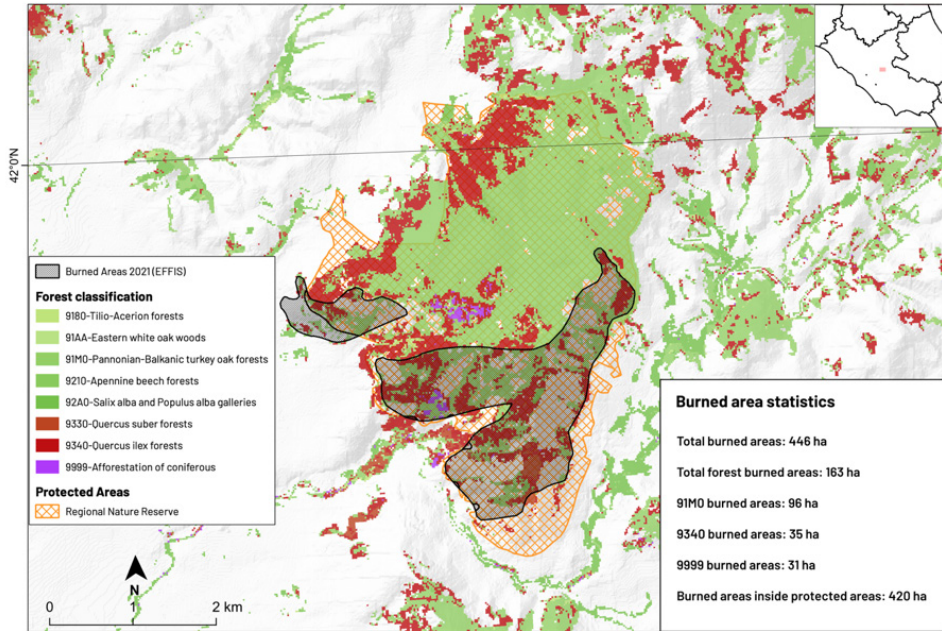 42°0'N
Burned Areas 2021 (EFFIS)
Forest classification
9180-Tilio-Acerion forests
91AA-Eastern white oak woods
91M0-Pannonian-Balkanic turkey oak forests
9210-Apennine beech forests
92A0-Salix alba and Populus alba galleries
9330-Quercus suber forests
9340-Quercus ilex forests
9999-Afforestation of coniferous
Protected Areas
Regional Nature Reserve
N
0 1 2 km
Burned area statistics
Total burned areas: 446 ha
Total forest burned areas: 163 ha
91M0 burned areas: 96 ha
9340 burned areas: 35 ha
9999 burned areas: 31 ha
Burned areas inside protected areas: 420 ha